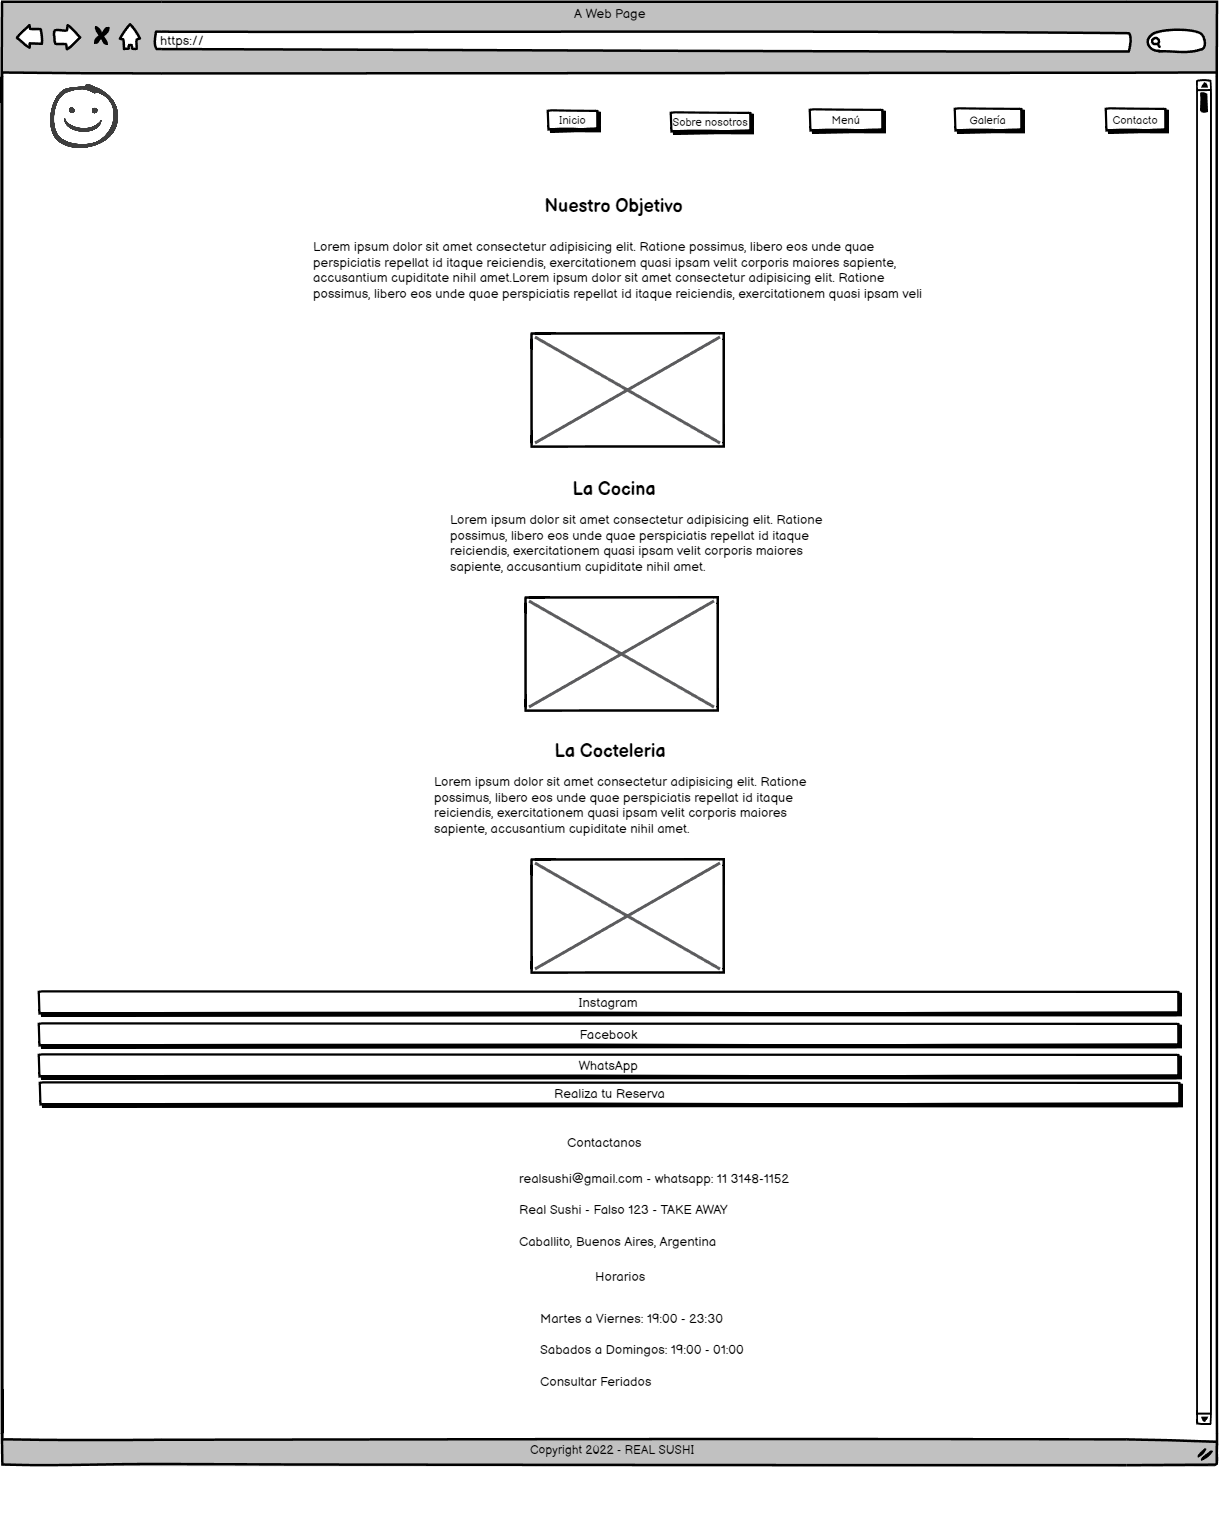 A Web Page
https://
Inicio
Sobre nosotros
Menú
Galería
Contacto
Nuestro Objetivo
Lorem ipsum dolor sit amet consectetur adipisicing elit. Ratione possimus, libero eos unde quae
perspiciatis repellat id itaque reiciendis, exercitationem quasi ipsam velit corporis maiores sapiente,
accusantium cupiditate nihil amet.Lorem ipsum dolor sit amet consectetur adipisicing elit. Ratione
possimus, libero eos unde quae perspiciatis repellat id itaque reiciendis, exercitationem quasi ipsam veli
La Cocina
Lorem ipsum dolor sit amet consectetur adipisicing elit. Ratione
possimus, libero eos unde quae perspiciatis repellat id itaque
reiciendis, exercitationem quasi ipsam velit corporis maiores
sapiente, accusantium cupiditate nihil amet.
La Cocteleria
Lorem ipsum dolor sit amet consectetur adipisicing elit. Ratione
possimus, libero eos unde quae perspiciatis repellat id itaque
reiciendis, exercitationem quasi ipsam velit corporis maiores
sapiente, accusantium cupiditate nihil amet.
Instagram
Facebook
WhatsApp
Realiza tu Reserva
Contactanos
realsushi@gmail.com - whatsapp: 11 3148-1152
Real Sushi - Falso 123 - TAKE AWAY
Caballito, Buenos Aires, Argentina
Horarios
Martes a Viernes: 19:00 - 23:30
Sabados a Domingos: 19:00 - 01:00
Consultar Feriados
Copyright 2022 - REAL SUSHI